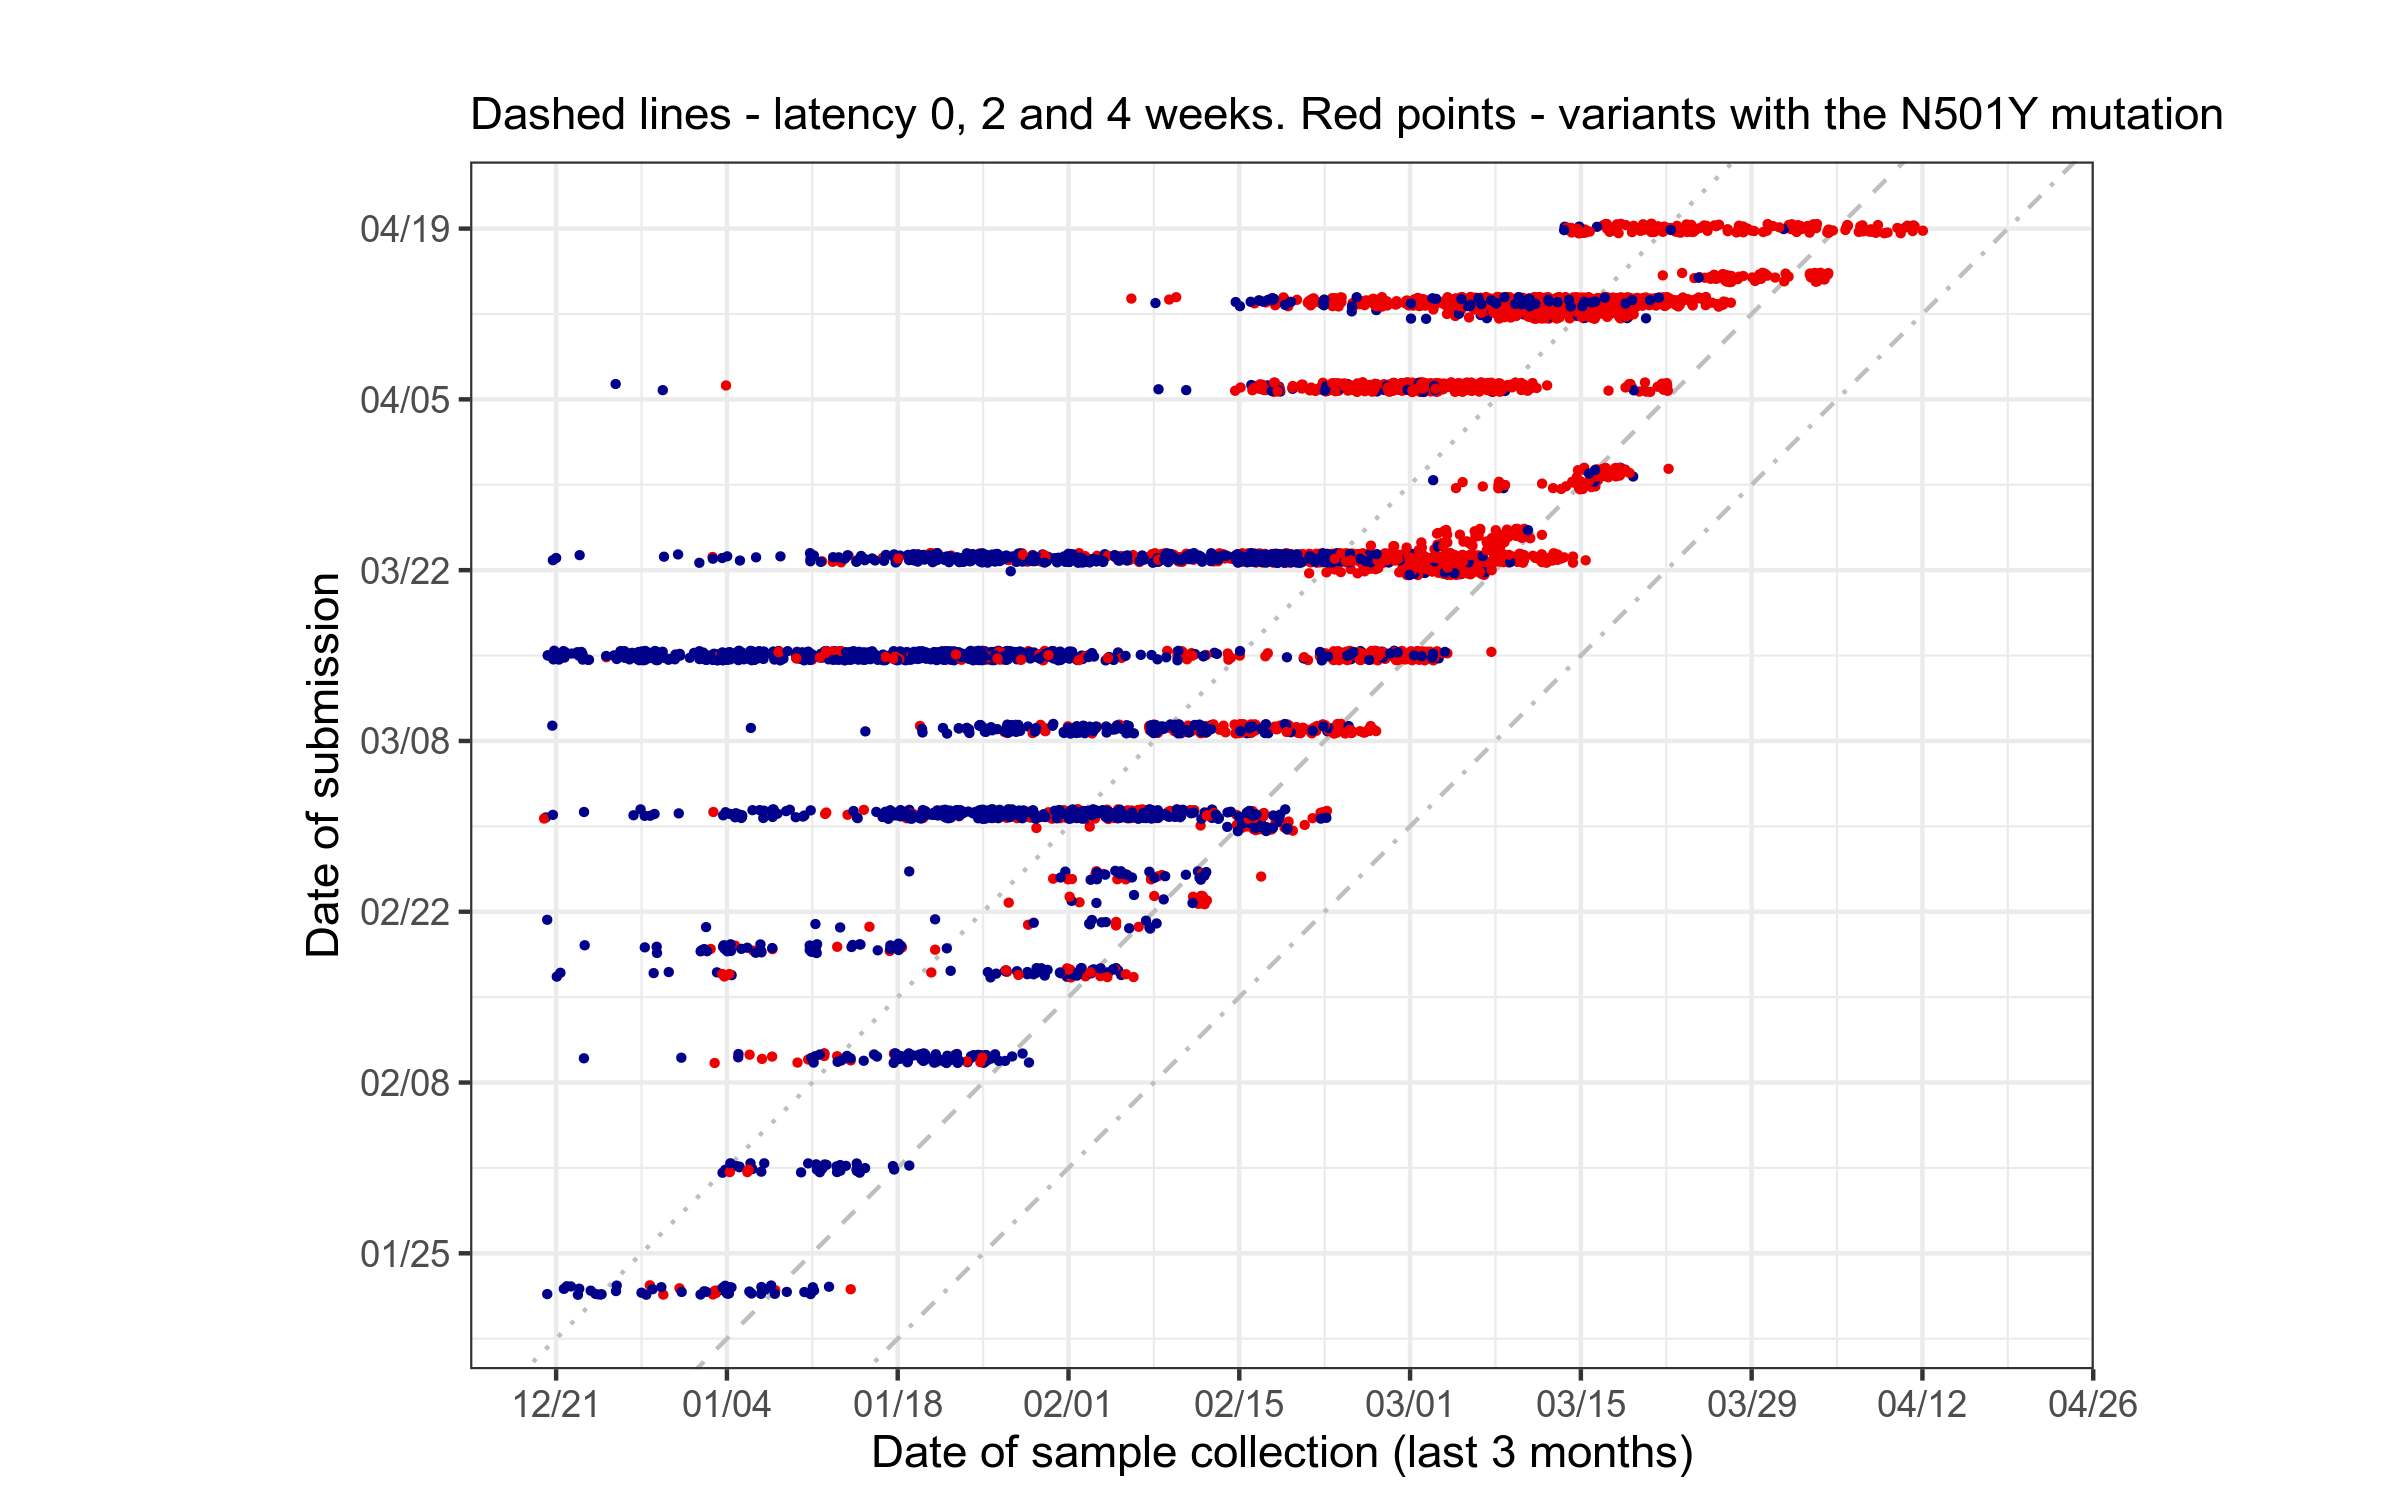 Dashed lines - latency 0, 2 and 4 weeks. Red points - variants with the N501Y mutation
Date of submission
04/19
04/05
03/22
03/08
02/22
02/08
01/25
12/21 01/04 01/18 02/01 02/15 03/01 03/15 03/29 04/12 04/26
Date of sample collection (last 3 months)